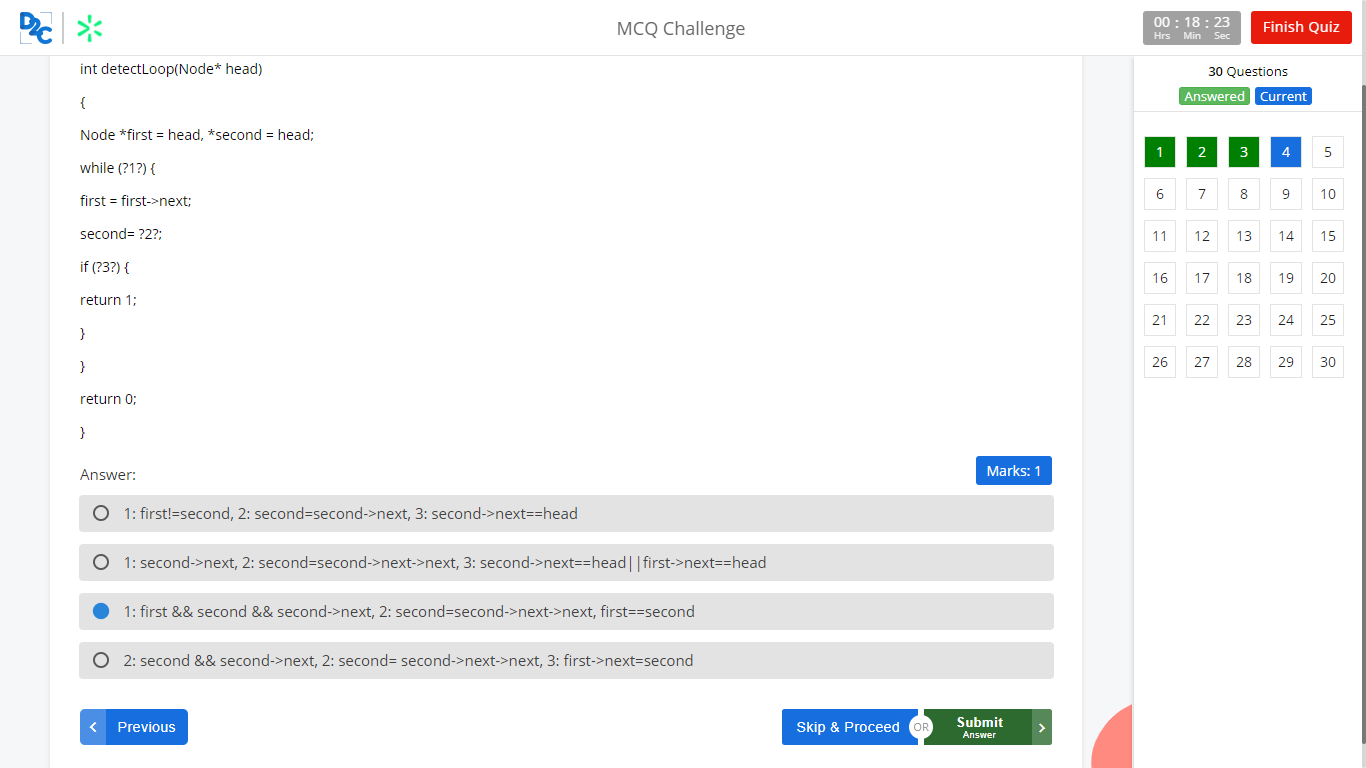 D2C
MCQ Challenge
00 : 18 : 23
Hrs Min Sec
Finish Quiz
int detectLoop(Node* head)
{
Node *first = head, *second = head;
while (?1?) {
first = first->next;
second= ?2?;
if (?3?) {
return 1;
}
}
return 0;
}
Answer:
Marks: 1
1: first!=second, 2: second=second->next, 3: second->next==head
1: second->next, 2: second=second->next->next, 3: second->next==head||first->next==head
1: first && second && second->next, 2: second=second->next->next, first==second
2: second && second->next, 2: second= second->next->next, 3: first->next=second
Previous
Skip & Proceed
OR
Submit
Answer
30 Questions
Answered Current
1 2 3 4 5
6 7 8 9 10
11 12 13 14 15
16 17 18 19 20
21 22 23 24 25
26 27 28 29 30